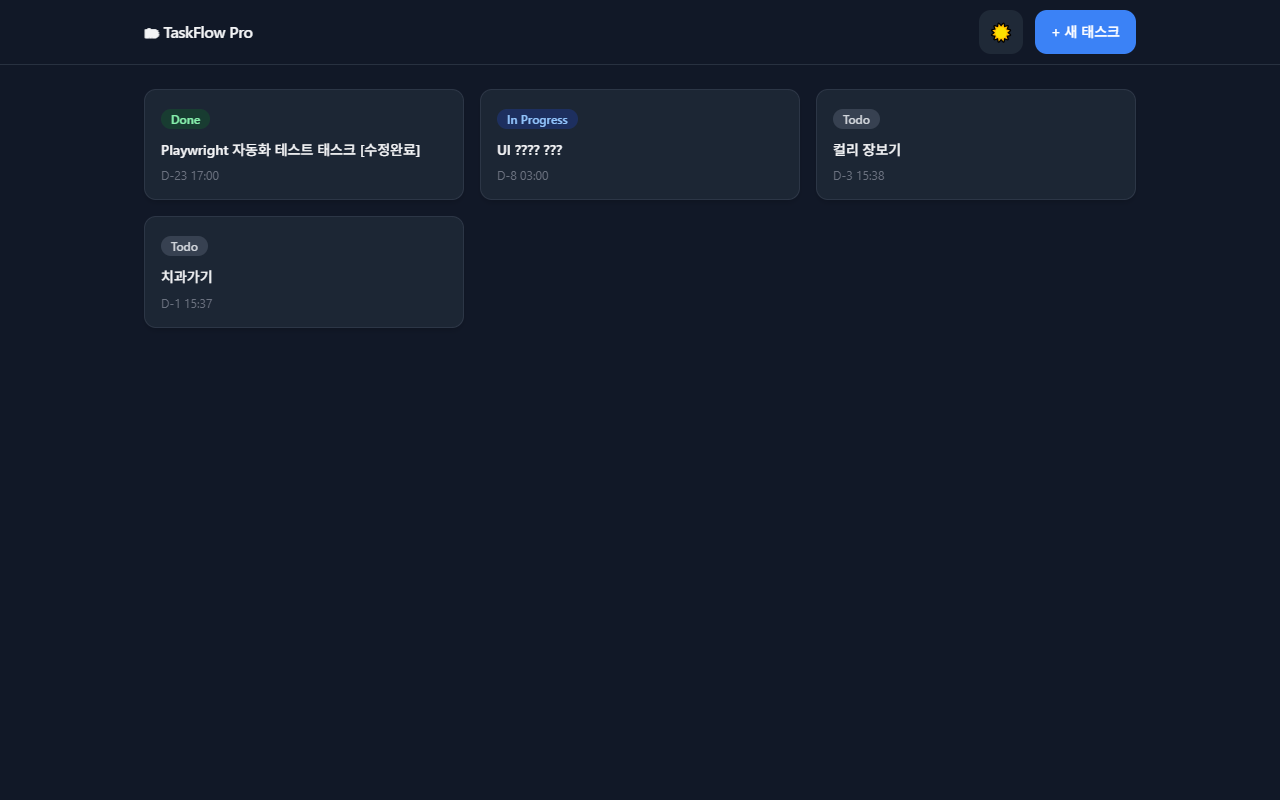 TaskFlow Pro
+ 새 태스크
Done
Playwright 자동화 테스트 태스크 [수정완료]
D-23 17:00
In Progress
UI ???? ???
D-8 03:00
Todo
컬리 장보기
D-3 15:38
Todo
치과가기
D-1 15:37